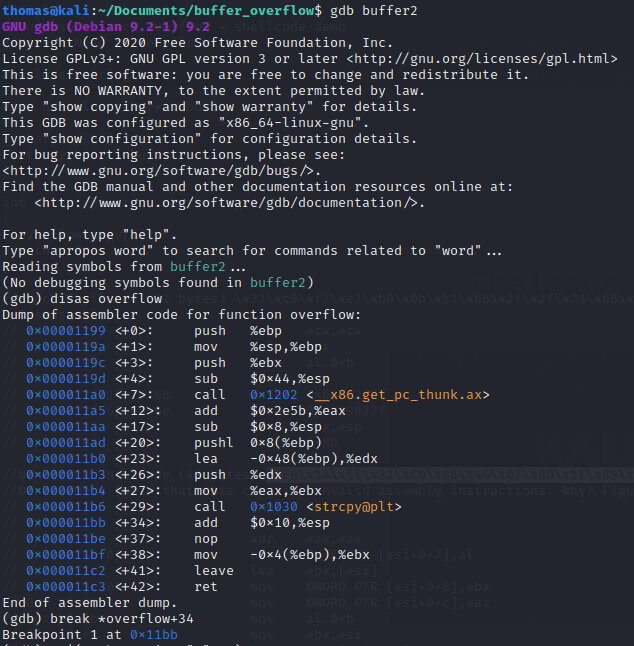 thomas@kali:~/Documents/buffer_overflow$ gdb buffer2
GNU gdb (Debian 9.2-1) 9.2
Copyright (C) 2020 Free Software Foundation, Inc.
License GPLv3+: GNU GPL version 3 or later <http://gnu.org/licenses/gpl.html>
This is free software: you are free to change and redistribute it.
There is NO WARRANTY, to the extent permitted by law.
Type "show copying" and "show warranty" for details.
This GDB was configured as "x86_64-linux-gnu".
Type "show configuration" for configuration details.
For bug reporting instructions, please see:
<http://www.gnu.org/software/gdb/bugs/>.
Find the GDB manual and other documentation resources online at:
    <http://www.gnu.org/software/gdb/documentation/>.

For help, type "help".
Type "apropos word" to search for commands related to "word"...
Reading symbols from buffer2...
(No debugging symbols found in buffer2)
(gdb) disas overflow
Dump of assembler code for function overflow:
   0x00001199 <+0>:     push   %ebp
   0x0000119a <+1>:     mov    %esp,%ebp
   0x0000119c <+3>:     push   %ebx
   0x0000119d <+4>:     sub    $0x44,%esp
   0x000011a0 <+7>:     call   0x1202 <__x86.get_pc_thunk.ax>
   0x000011a5 <+12>:    add    $0x2e5b,%eax
   0x000011aa <+17>:    sub    $0x8,%esp
   0x000011ad <+20>:    pushl  0x8(%ebp)
   0x000011b0 <+23>:    lea    -0x48(%ebp),%edx
   0x000011b3 <+26>:    push   %edx
   0x000011b4 <+27>:    mov    %eax,%ebx
   0x000011b6 <+29>:    call   0x1030 <strcpy@plt>
   0x000011bb <+34>:    add    $0x10,%esp
   0x000011be <+37>:    nop
   0x000011bf <+38>:    mov    -0x4(%ebp),%ebx
   0x000011c2 <+41>:    leave
   0x000011c3 <+42>:    ret
End of assembler dump.
(gdb) break *overflow+34
Breakpoint 1 at 0x11bb